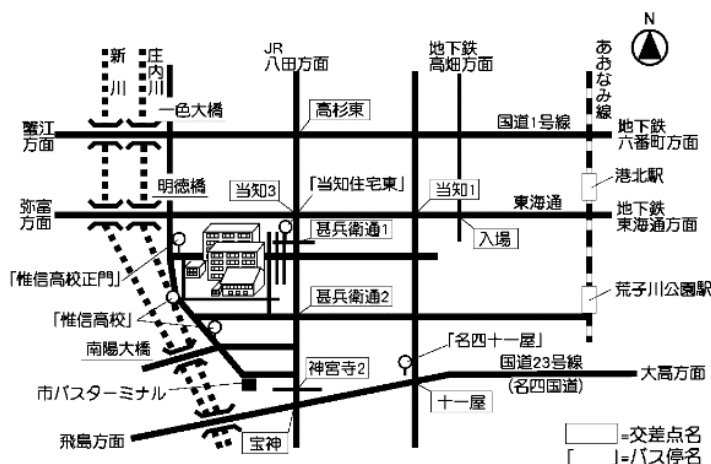 N
新川
庄内川
JR
八田方面
地下鉄
高畑方面
あおなみ線
一色大橋
高杉東
国道1号線
蟹江
方面
地下鉄
六番町方面
明徳橋
当知3
「当知住宅東」
当知1
港北駅
弥富
方面
東海通
地下鉄
東海通方面
甚兵衛通1
入場
「惟信高校正門」
甚兵衛通2
荒子川公園駅
「惟信高校」
「名四十一屋」
南陽大橋
神宮寺2
国道23号線
(名四国道)
大高方面
市バスターミナル
十一屋
飛島方面
宝神
=交差点名
「 」=バス停名